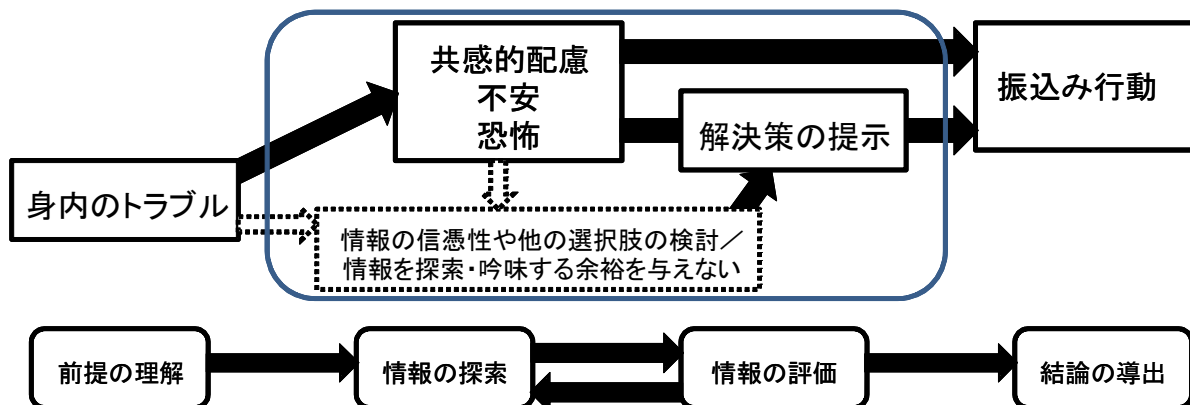 共感的配慮
不安
恐怖
振込み行動
解決策の提示
身内のトラブル
情報の信憑性や他の選択肢の検討／
情報を探索・吟味する余裕を与えない
前提の理解
情報の探索
情報の評価
結論の導出